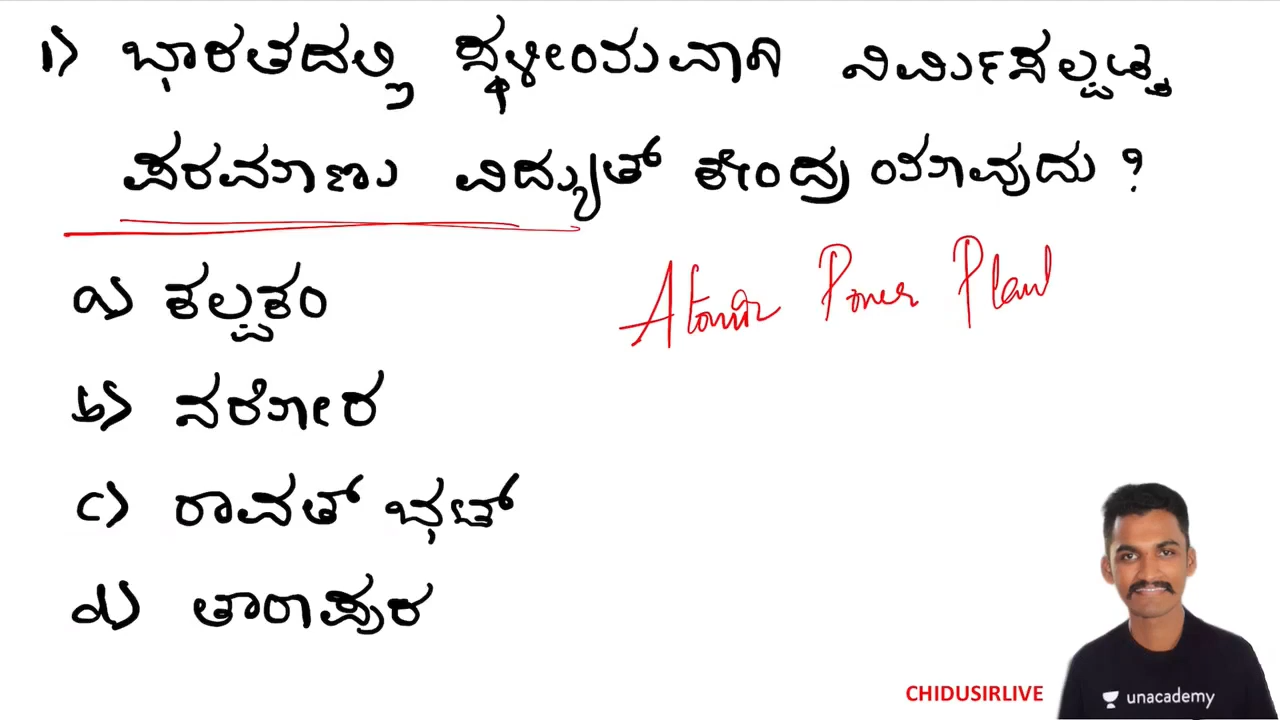 1) ಭಾರತದಲ್ಲಿ ಸ್ಥಳೀಯವಾಗಿ ನಿರ್ಮಿಸಲ್ಪಟ್ಟ
ಪರಮಾಣು ವಿದ್ಯುತ್ ಕೇಂದ್ರ ಯಾವುದು ?
Atomic Power Plant
a) ಕಲ್ಪಕಂ
b) ನರೋರ
c) ರಾವತ್ ಭಟ್
d) ತಾರಾಪುರ
CHIDUSIRLIVE
unacademy